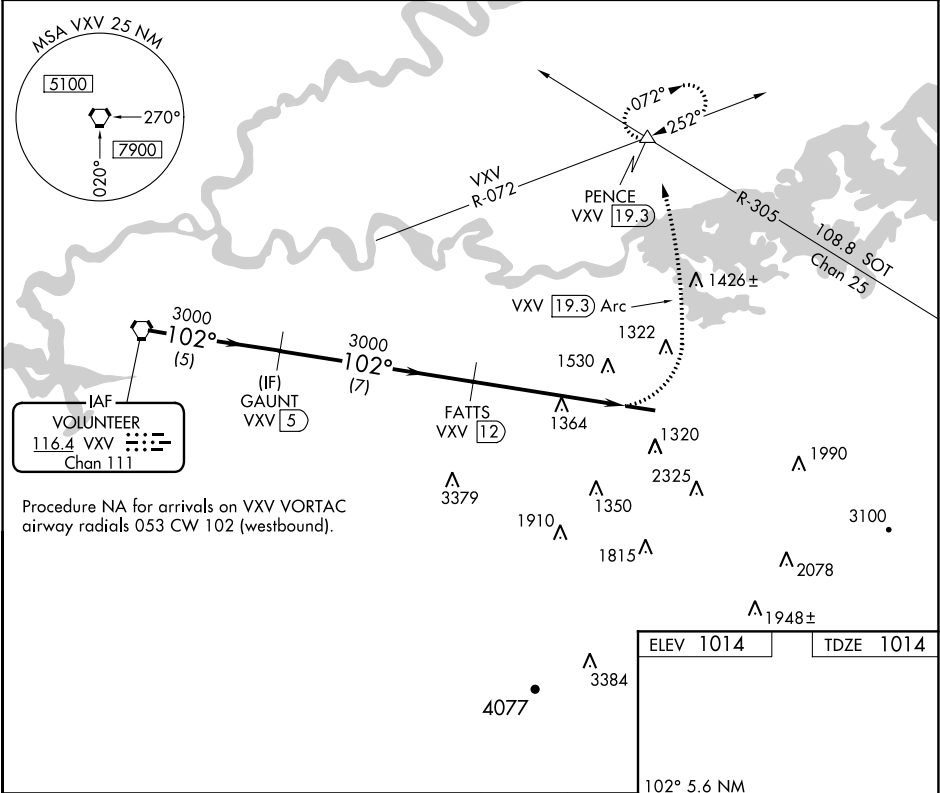 MSA VXV 25 NM
5100
270°
7900
020°
072°
252°
VXV
R-072
PENCE
VXV 19.3
R-305
108.8 SOT
Chan 25
1426±
VXV 19.3 Arc
1322
1530
3000
102°
(5)
3000
102°
(7)
(IF)
GAUNT
VXV 5
FATTS
VXV 12
1364
IAF
VOLUNTEER
116.4 VXV
Chan 111
1320
1990
2325
3379
1350
Procedure NA for arrivals on VXV VORTAC
airway radials 053 CW 102 (westbound).
1910
3100
1815
2078
1948±
ELEV 1014
TDZE 1014
3384
4077
102° 5.6 NM